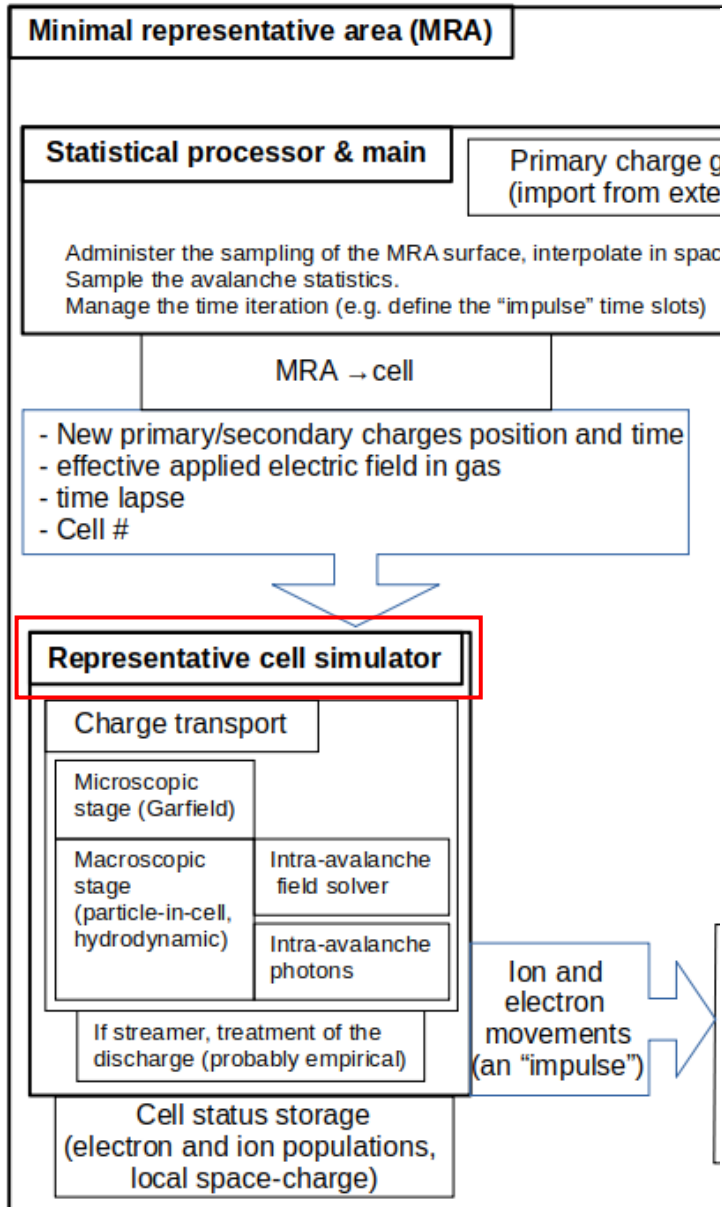 Minimal representative area (MRA)
Statistical processor & main
Primary charge g
(import from exte
Administer the sampling of the MRA surface, interpolate in spac
Sample the avalanche statistics.
Manage the time iteration (e.g. define the “impulse” time slots)
MRA →cell
- New primary/secondary charges position and time
- effective applied electric field in gas
- time lapse
- Cell #
Representative cell simulator
Charge transport
Microscopic
stage (Garfield)
Macroscopic
stage
(particle-in-cell,
hydrodynamic)
Intra-avalanche
field solver
Intra-avalanche
photons
If streamer, treatment of the
discharge (probably empirical)
Ion and
electron
movements
(an “impulse”)
Cell status storage
(electron and ion populations,
local space-charge)